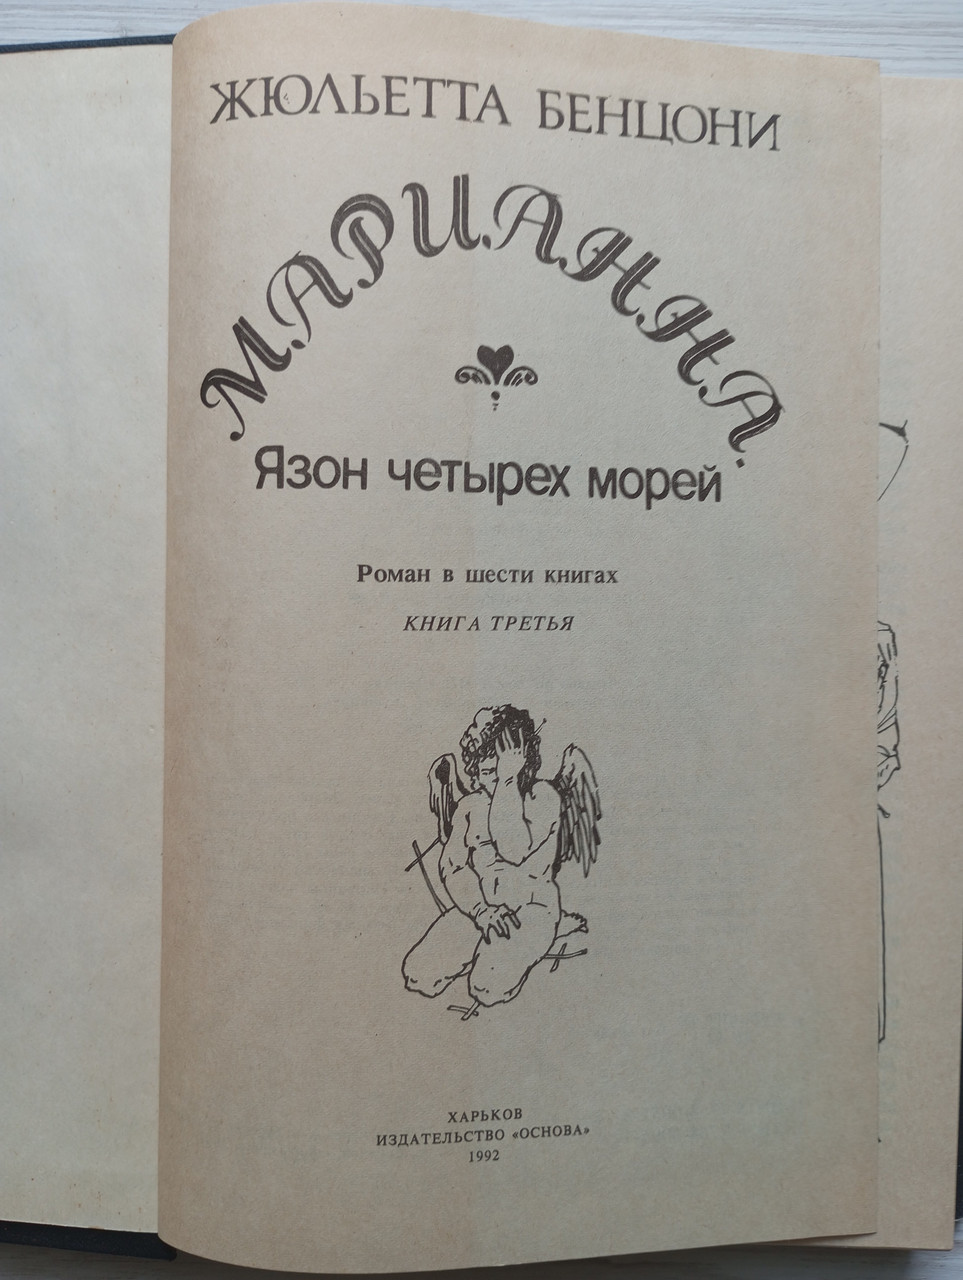 ЖЮЛЬЕТТА БЕНЦОНИ
МАРИАННА.
Язон четырех морей
Роман в шести книгах
КНИГА ТРЕТЬЯ
ХАРЬКОВ
ИЗДАТЕЛЬСТВО «ОСНОВА»
1992